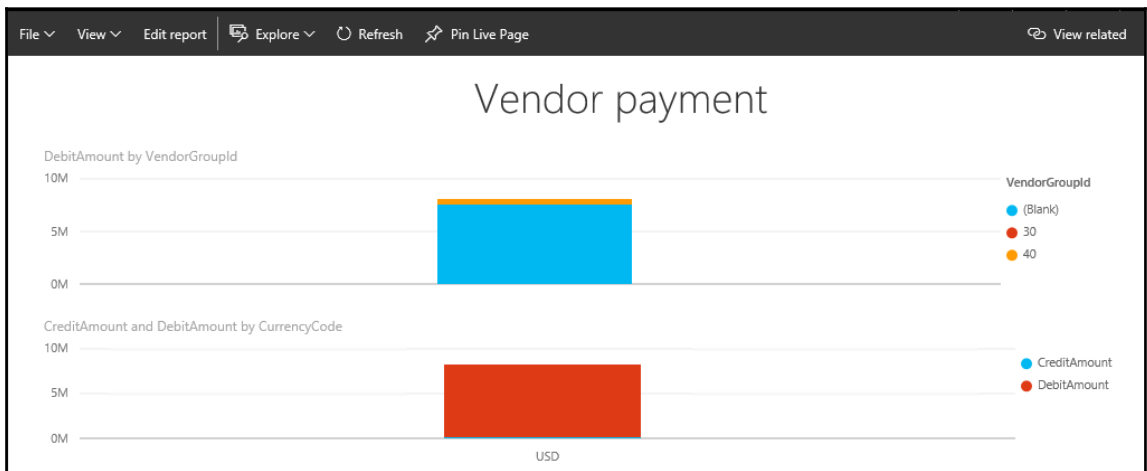 File View Edit report Explore Refresh Pin Live Page View related
Vendor payment
DebitAmount by VendorGroupId
10M
5M
0M
VendorGroupId
(Blank)
30
40
CreditAmount and DebitAmount by CurrencyCode
10M
5M
0M
USD
CreditAmount
DebitAmount